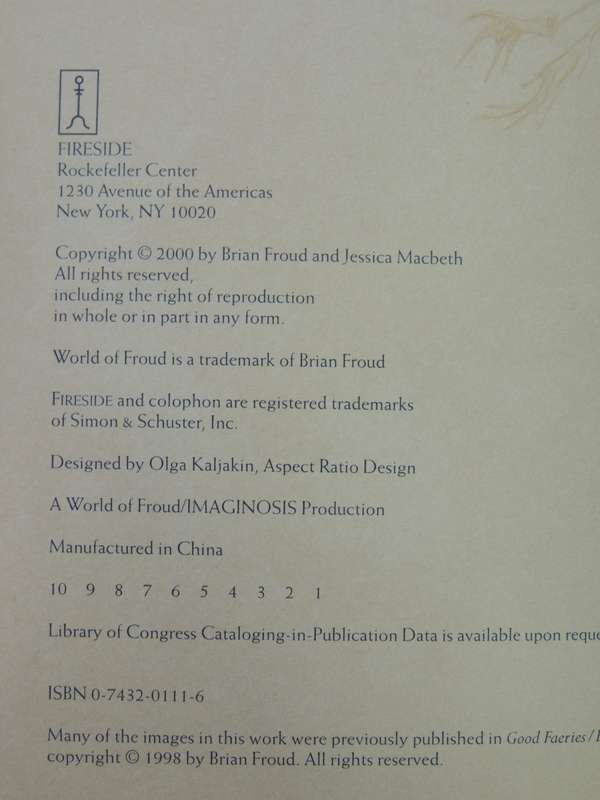 FIRESIDE
Rockefeller Center
1230 Avenue of the Americas
New York, NY 10020
Copyright © 2000 by Brian Froud and Jessica Macbeth
All rights reserved,
including the right of reproduction
in whole or in part in any form.
World of Froud is a trademark of Brian Froud
FIRESIDE and colophon are registered trademarks
of Simon & Schuster, Inc.
Designed by Olga Kaljakin, Aspect Ratio Design
A World of Froud/IMAGINOSIS Production
Manufactured in China
10 9 8 7 6 5 4 3 2 1
Library of Congress Cataloging-in-Publication Data is available upon
ISBN 0-7432-0111-6
Many of the images in this work were previously published in Good Faeries/
copyright © 1998 by Brian Froud. All rights reserved.